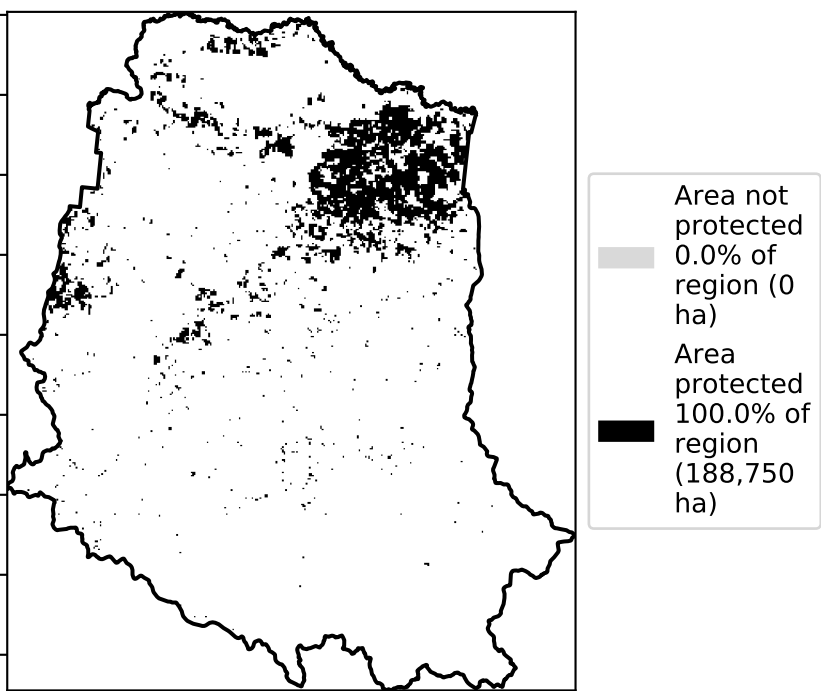 Area not
protected
0.0% of
region (0
ha)
Area
protected
100.0% of
region
(188,750
ha)